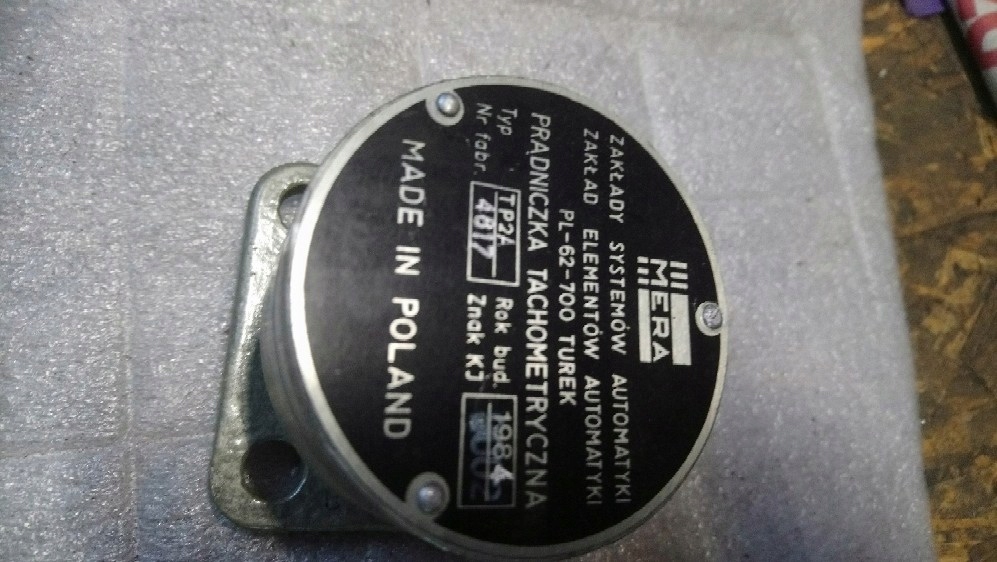 MERA
ZAKŁADY SYSTEMÓW AUTOMATYKI
ZAKŁAD ELEMENTÓW AUTOMATYKI
PL-62-700 TUREK
PRĄDNICZKA TACHOMETRYCZNA
Typ TP2A Rok bud. 1984
Nr fabr. 4817 Znak KJ
MADE IN POLAND